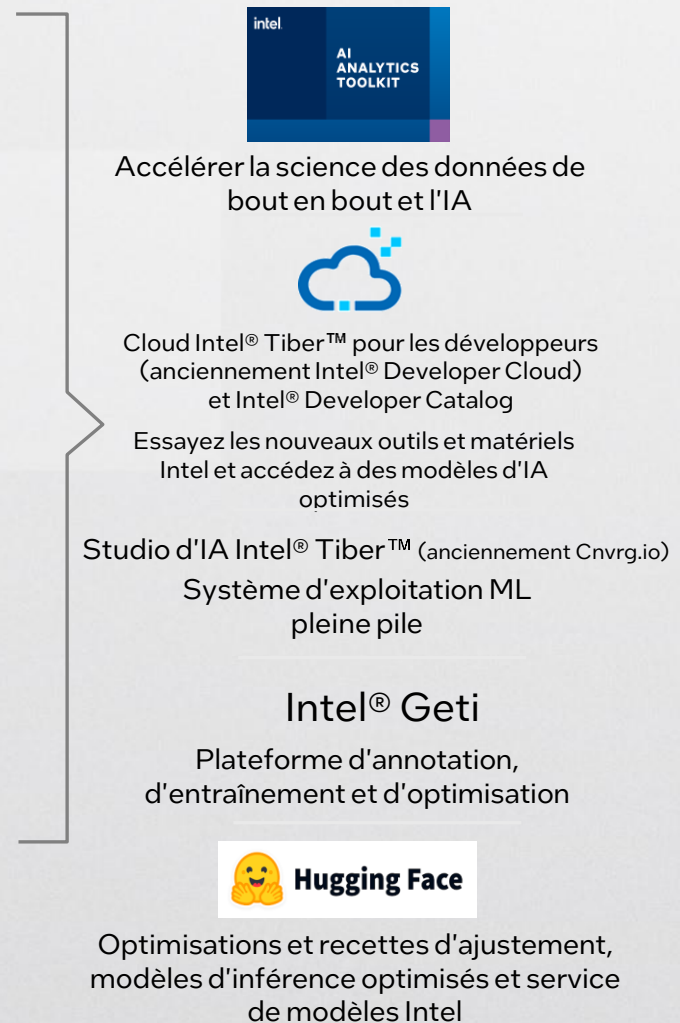 intel
AI
ANALYTICS
TOOLKIT
Accélérer la science des données de
bout en bout et l'IA
Cloud Intel® Tiber™ pour les développeurs
(anciennement Intel® Developer Cloud)
et Intel® Developer Catalog
Essayez les nouveaux outils et matériels
Intel et accédez à des modèles d'IA
optimisés
Studio d'IA Intel® Tiber™ (anciennement Cnvrg.io)
Système d'exploitation ML
pleine pile
Intel® Geti
Plateforme d'annotation,
d'entraînement et d'optimisation
Hugging Face
Optimisations et recettes d'ajustement,
modèles d'inférence optimisés et service
de modèles Intel